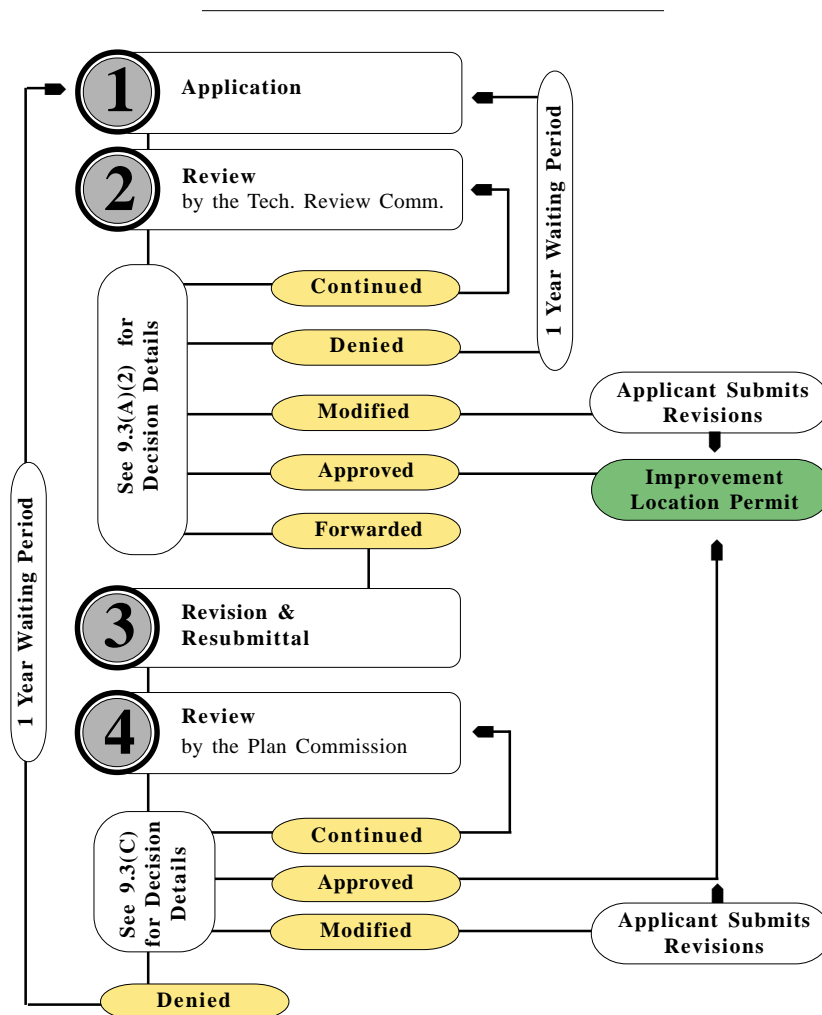 1
Application
2
Review
by the Tech. Review Comm.
1 Year Waiting Period
See 9.3(A)(2) for
Decision Details
Continued
Denied
Modified
Approved
Forwarded
Applicant Submits
Revisions
Improvement
Location Permit
1 Year Waiting Period
3
Revision &
Resubmittal
4
Review
by the Plan Commission
See 9.3(C)
for Decision
Details
Continued
Approved
Modified
Applicant Submits
Revisions
Denied